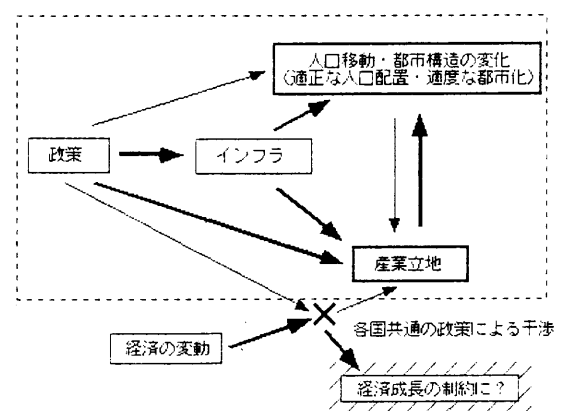 人口移動・都市構造の変化
〈適正な人口配置・適度な都市化〉
政策
インフラ
産業立地
各国共通の政策による干渉
経済の変動
経済成長の制約に？